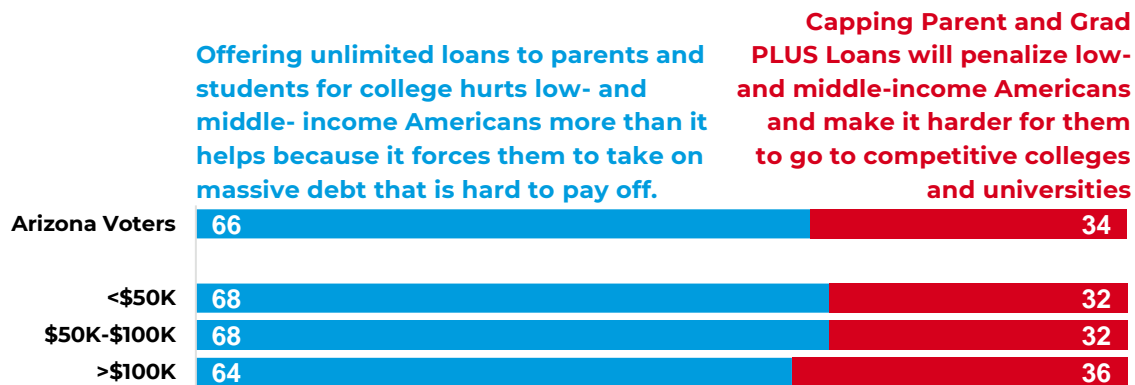 Offering unlimited loans to parents and
students for college hurts low- and
middle- income Americans more than it
helps because it forces them to take on
massive debt that is hard to pay off.
Capping Parent and Grad
PLUS Loans will penalize low-
and middle-income Americans
and make it harder for them
to go to competitive colleges
and universities
Arizona Voters 66 34
<$50K 68 32
$50K-$100K 68 32
>$100K 64 36